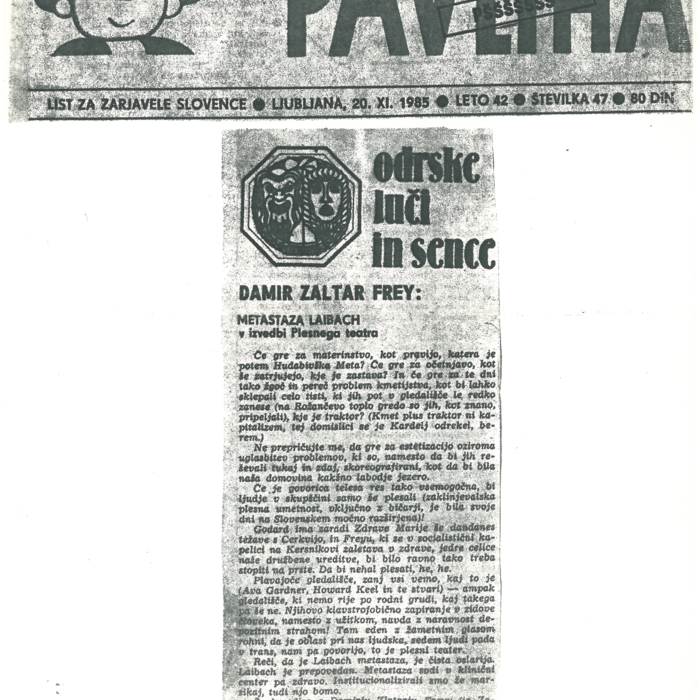 PAVLIHA
LIST ZA ZARJAVELE SLOVENCE ● LJUBLJANA, 20. XI. 1985 ● LETO 42 ● ŠTEVILKA 47 ● 80 DIN
odrske
luči
in sence
DAMIR ZALTAR FREY:
METASTAZA LAIBACH
v izvedbi Plesnega teatra
Če gre za materinstvo, kot pravijo, katera je
potem Hudabivška Meta? Če gre za očetnjavo, kot
še zatrjujejo, kje je zastava? In če gre za te dni
tako žgoč in pereč problem kmetijstva, kot bi lahko
sklepali celo tisti, ki jih pot v gledališče le redko
zanese (na Rožančevo toplo gredo so jih, kot znano,
pripeljali), kje je traktor? (Kmet plus traktor ni ka-
pitalizem, tej domislici se je Kardelj odrekel, be-
rem.)
Ne prepričujte me, da gre za estetizacijo oziroma
uglasbitev problemov, ki so, namesto da bi jih re-
ševali tukaj in zdaj, skoreografirani, kot da bi bila
naša domovina kakšno labodje jezero.
Če je govorica telesa res tako vsemogočna, bi
ljudje v skupščini samo še plesali (zaklinjevalska
plesna umetnost, vključno z bičarji, je bila svoje
dni na Slovenskem močno razširjena)!
Godard ima zaradi Zdrave Marije še dandanes
težave s Cerkvijo, in Freyu, ki se v socialistični ka-
pelici na Kersnikovi zaletava v zdrave, jedre celice
naše družbene ureditve, bi bilo ravno tako treba
stopiti na prste. Da bi nehal plesati, he, he.
Plavajoče gledališče, zanj vsi vemo, kaj to je
(Ava Gardner, Howard Keel in te stvari) — ampak
gledališče, ki nemo rije po rodni grudi, kaj takega
pa še ne. Njihovo klavstrofobično zapiranje v zidove
človeka, namesto z užitkom, navda z naravnost de-
pozitnim strahom! Tam eden z žametnim glasom
rohni, da je oblast pri nas ljudska, sedem ljudi pada
v trans, nam pa govorijo, to je plesni teater.
Reči, da je Laibach metastaza, je čista oslarija.
Laibach je prepovedan. Metastaza sodi v klinični
center pa zdravo. Institucionalizirali smo že mar-
sikaj, tudi njo bomo.